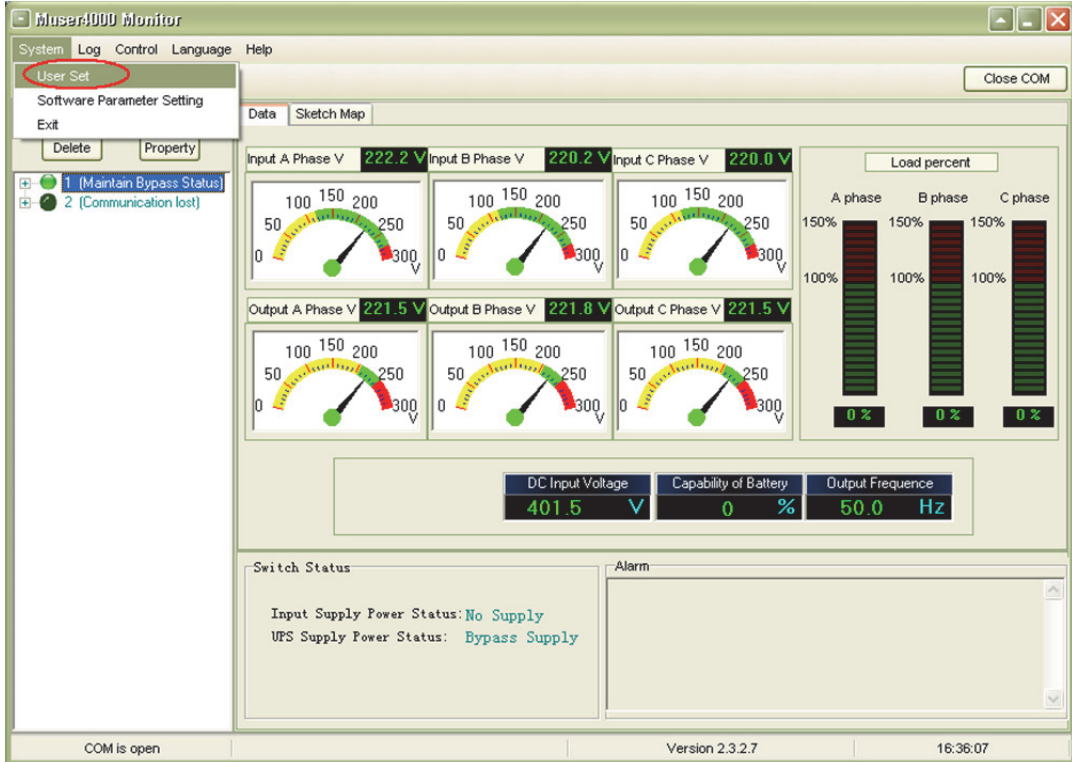 Muser4000 Monitor
System Log Control Language Help
User Set
Software Parameter Setting
Exit
Close COM
Delete Property
1 (Maintain Bypass Status)
2 (Communication lost)
Data Sketch Map
Input A Phase V 222.2 V Input B Phase V 220.2 V Input C Phase V 220.0 V
0 50 100 150 200 250 300 V
0 50 100 150 200 250 300 V
0 50 100 150 200 250 300 V
Output A Phase V 221.5 V Output B Phase V 221.8 V Output C Phase V 221.5 V
0 50 100 150 200 250 300 V
0 50 100 150 200 250 300 V
0 50 100 150 200 250 300 V
Load percent
A phase B phase C phase
150% 150% 150%
100% 100% 100%
0 % 0 % 0 %
DC Input Voltage Capability of Battery Output Frequence
401.5 V 0 % 50.0 Hz
Switch Status
Input Supply Power Status: No Supply
UPS Supply Power Status: Bypass Supply
Alarm
COM is open Version 2.3.2.7 16:36:07